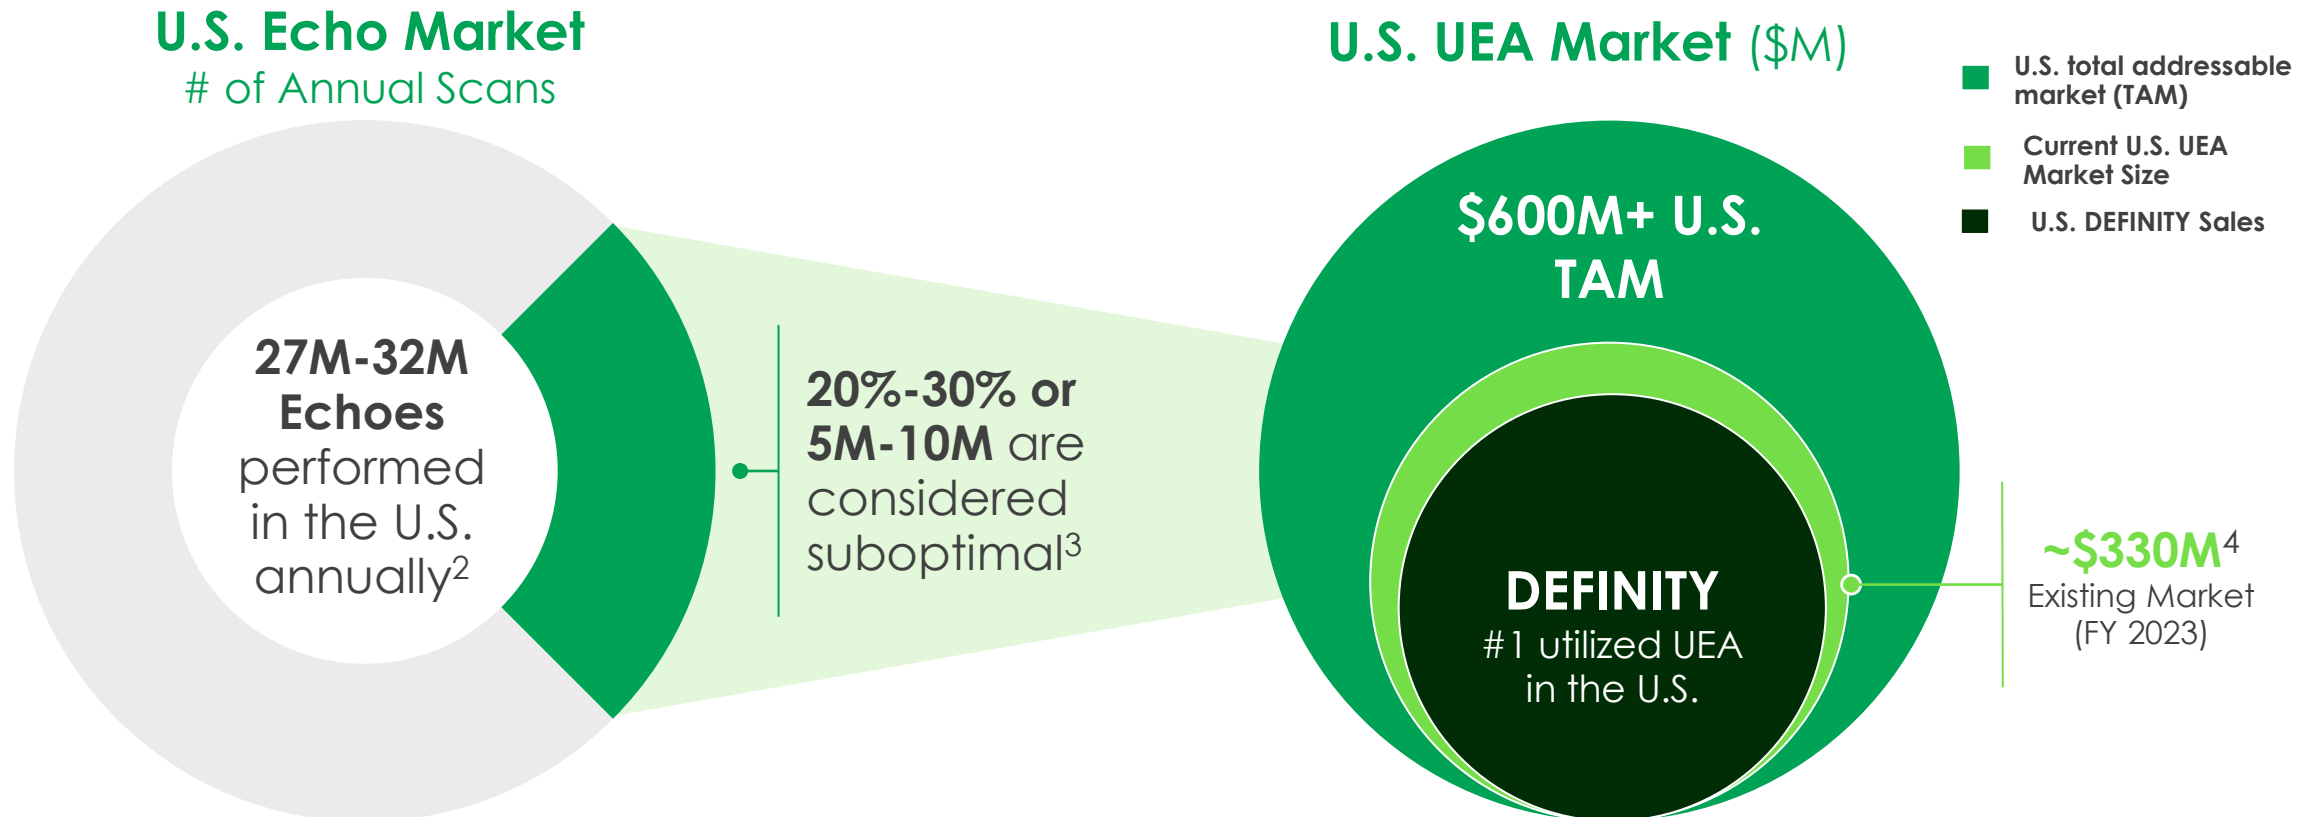 U.S. Echo Market
# of Annual Scans
27M-32M
Echoes
performed
in the U.S.
annually2
20%-30% or
5M-10M are
considered
suboptimal3
U.S. UEA Market ($M)
$600M+ U.S.
TAM
DEFINITY
#1 utilized UEA
in the U.S.
U.S. total addressable
market (TAM)
Current U.S. UEA
Market Size
U.S. DEFINITY Sales
~$330M4
Existing Market
(FY 2023)